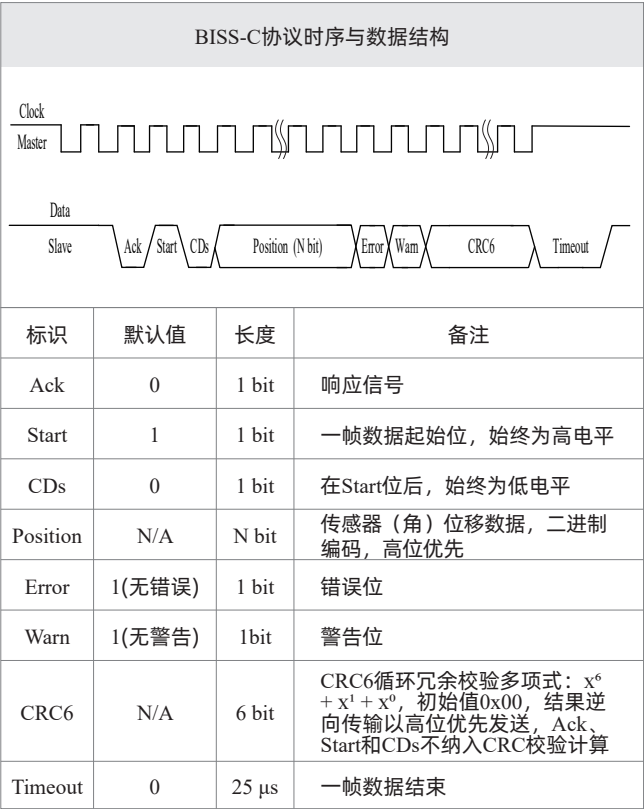 BISS-C协议时序与数据结构
Clock
Master
Data
Slave
Ack
Start
CDs
Position (N bit)
Error
Warn
CRC6
Timeout
标识
默认值
长度
备注
Ack
0
1 bit
响应信号
Start
1
1 bit
一帧数据起始位，始终为高电平
CDs
0
1 bit
在Start位后，始终为低电平
Position
N/A
N bit
传感器（角）位移数据，二进制
编码，高位优先
Error
1(无错误)
1 bit
错误位
Warn
1(无警告)
1bit
警告位
CRC6
N/A
6 bit
CRC6循环冗余校验多项式：x⁶
+ x¹ + x⁰，初始值0x00，结果逆
向传输以高位优先发送，Ack、
Start和CDs不纳入CRC校验计算
Timeout
0
25 μs
一帧数据结束